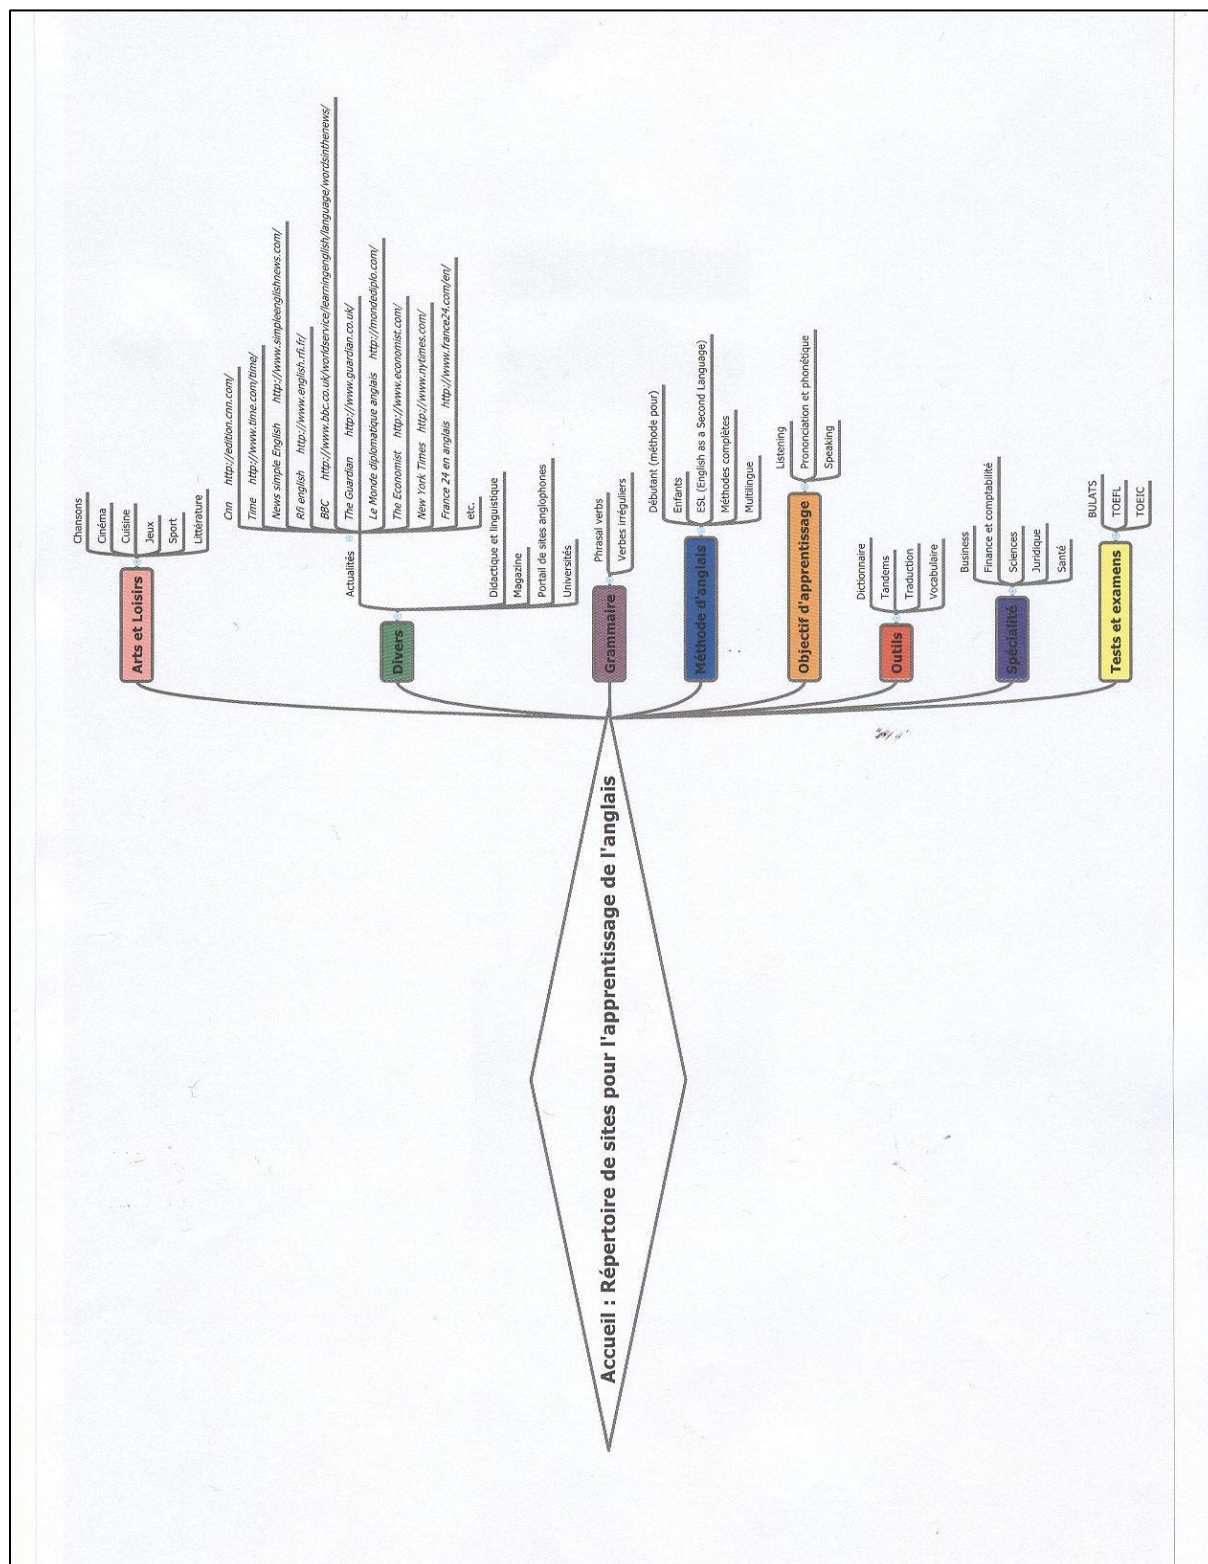 Accueil : Répertoire de sites pour l'apprentissage de l'anglais
Arts et Loisirs
Chansons
Cinéma
Cuisine
Jeux
Sport
Littérature
Divers
Actualités
Cnn http://edition.cnn.com/
Time http://www.time.com/time/
News simple English http://www.simpleenglishnews.com/
Rfi english http://www.english.rfi.fr/
BBC http://www.bbc.co.uk/worldservice/learningenglish/language/wordsinthenews/
The Guardian http://www.guardian.co.uk/
Le Monde diplomatique anglais http://mondediplo.com/
The Economist http://www.economist.com/
New York Times http://www.nytimes.com/
France 24 en anglais http://www.france24.com/en/
etc.
Didactique et linguistique
Magazine
Portail de sites anglophones
Universités
Grammaire
Phrasal verbs
Verbes irréguliers
Méthode d'anglais
Débutant (méthode pour)
Enfants
ESL (English as a Second Language)
Méthodes complètes
Multilingue
Objectif d'apprentissage
Listening
Prononciation et phonétique
Speaking
Outils
Dictionnaire
Tandems
Traduction
Vocabulaire
Spécialité
Business
Finance et comptabilité
Sciences
Juridique
Santé
Tests et examens
BULATS
TOEFL
TOEIC